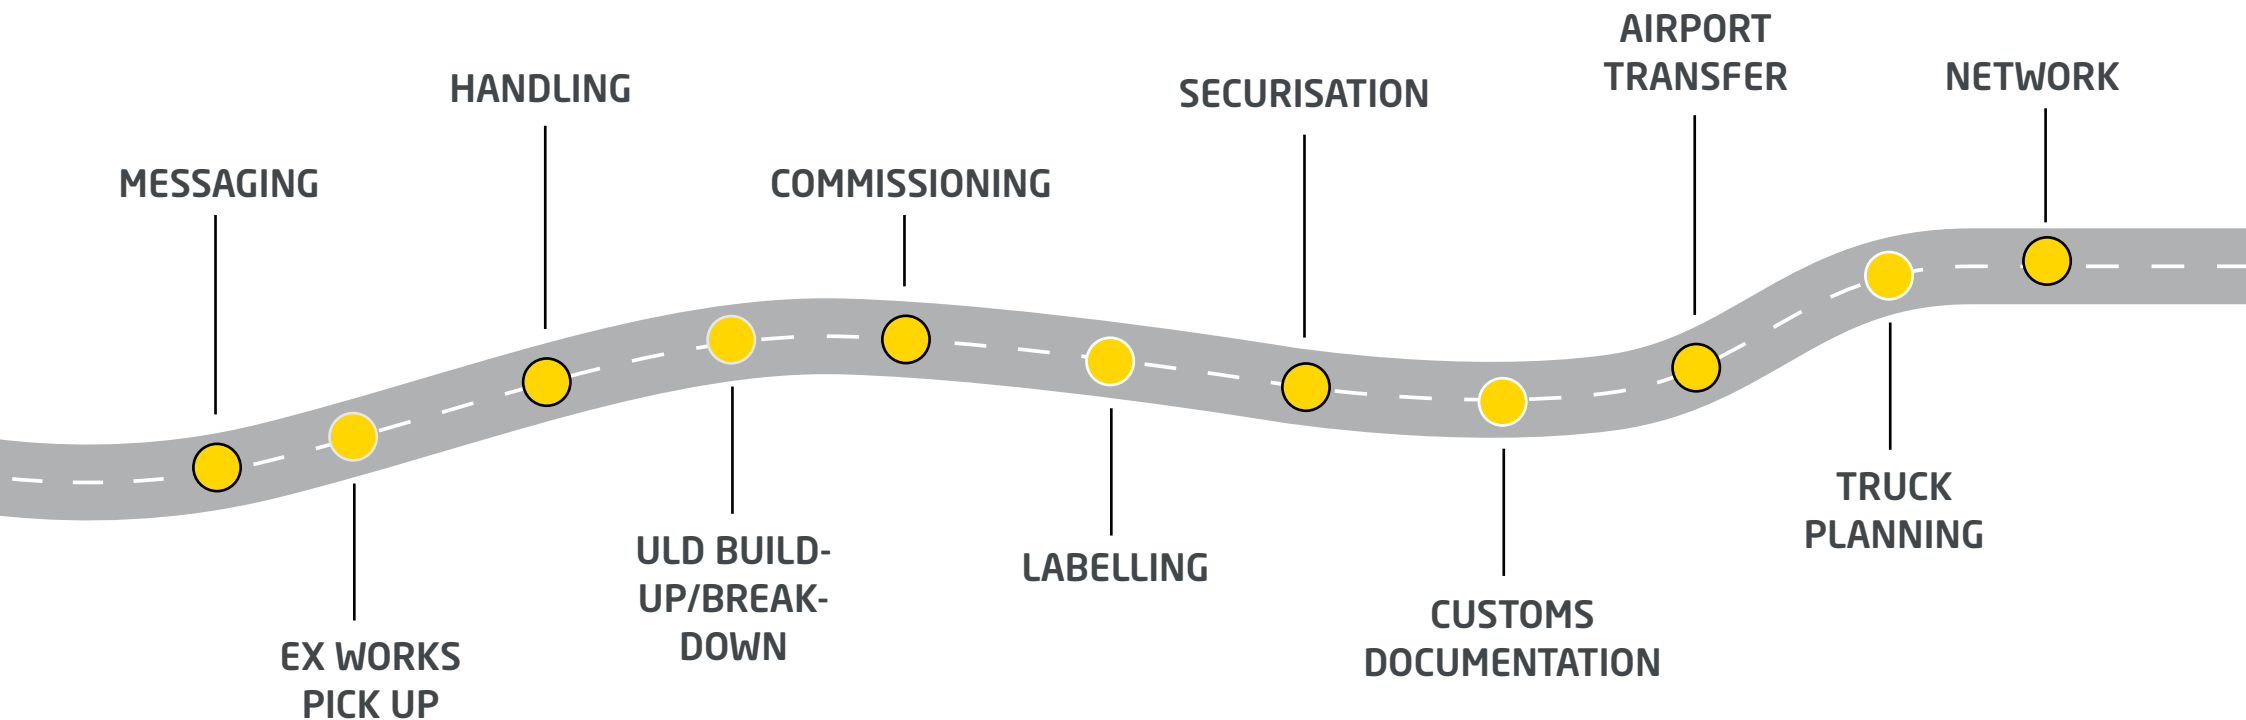 MESSAGING
EX WORKS
PICK UP
HANDLING
ULD BUILD-
UP/BREAK-
DOWN
COMMISSIONING
LABELLING
SECURISATION
CUSTOMS
DOCUMENTATION
AIRPORT
TRANSFER
TRUCK
PLANNING
NETWORK